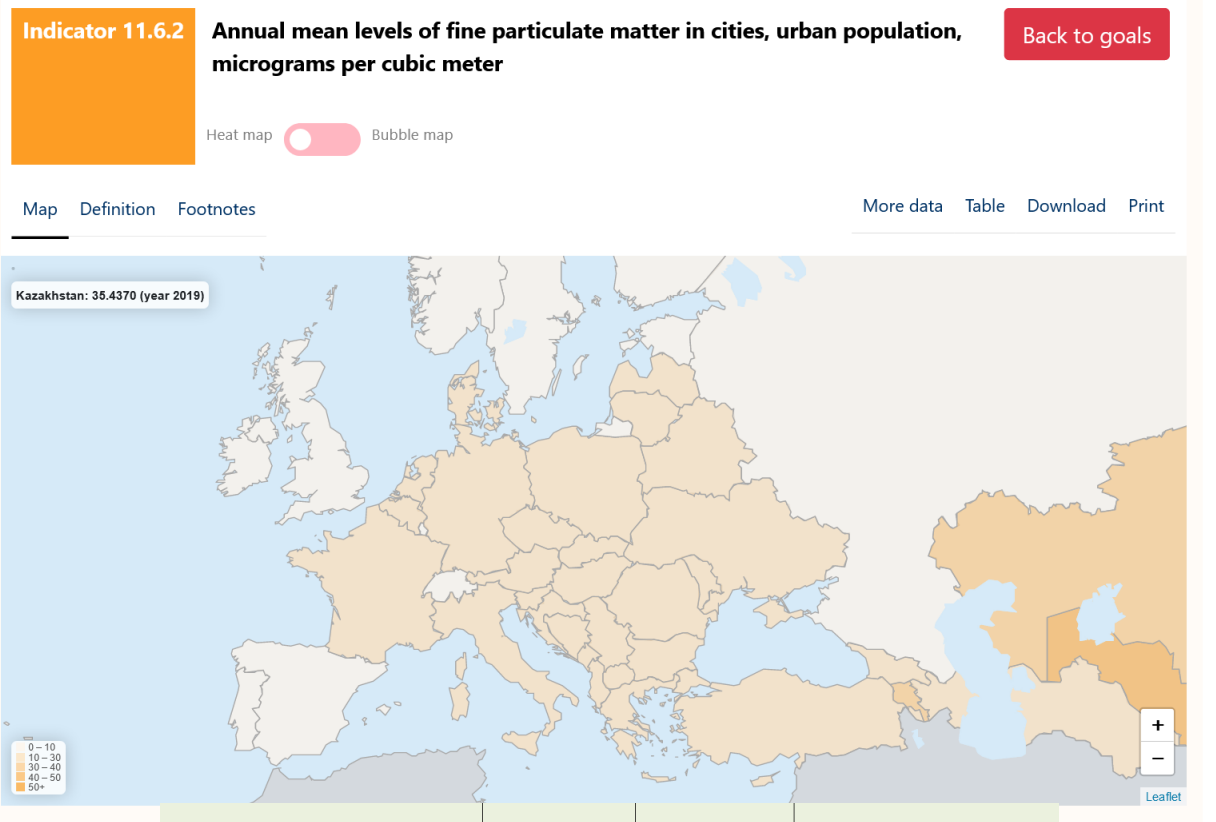 Indicator 11.6.2
Annual mean levels of fine particulate matter in cities, urban population,
micrograms per cubic meter
Back to goals
Heat map
Bubble map
Map
Definition
Footnotes
More data
Table
Download
Print
Kazakhstan: 35.4370 (year 2019)
0 – 10
10 – 30
30 – 40
40 – 50
50+
+
−
Leaflet